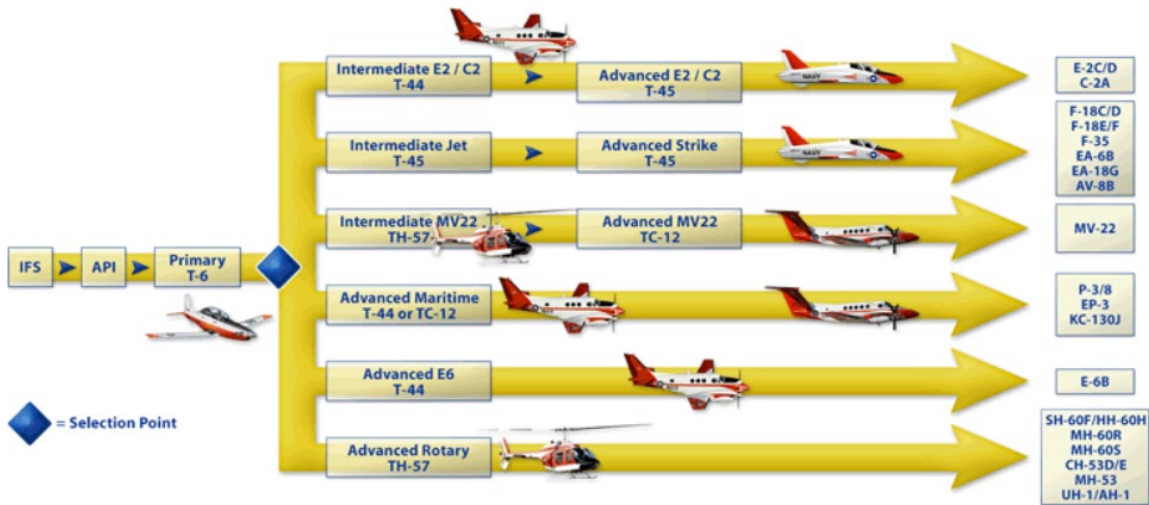 IFS
API
Primary
T-6
= Selection Point
Intermediate E2 / C2
T-44
Advanced E2 / C2
T-45
NAVY
E-2C/D
C-2A
Intermediate Jet
T-45
Advanced Strike
T-45
NAVY
F-18C/D
F-18E/F
F-35
EA-6B
EA-18G
AV-8B
Intermediate MV22
TH-57
Advanced MV22
TC-12
MV-22
Advanced Maritime
T-44 or TC-12
P-3/8
EP-3
KC-130J
Advanced E6
T-44
E-6B
Advanced Rotary
TH-57
SH-60F/HH-60H
MH-60R
MH-60S
CH-53D/E
MH-53
UH-1/AH-1